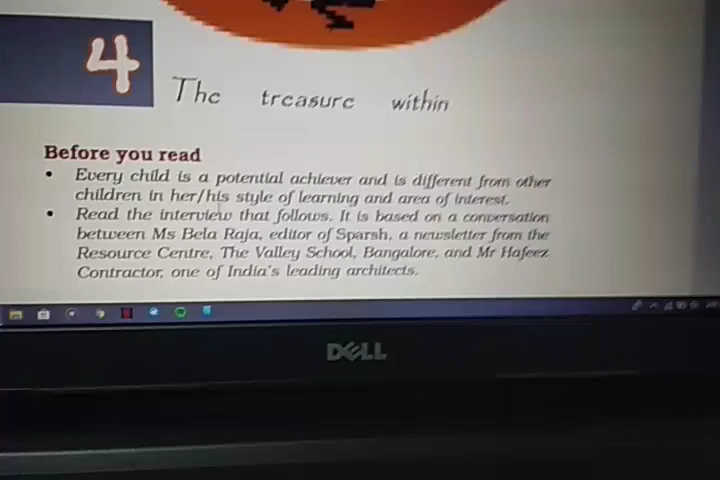 4
The treasure within
Before you read
• Every child is a potential achiever and is different from other
children in her/his style of learning and area of interest.
• Read the interview that follows. It is based on a conversation
between Ms Bela Raja, editor of Sparsh, a newsletter from the
Resource Centre, The Valley School, Bangalore, and Mr Hafeez
Contractor, one of India's leading architects.
DELL